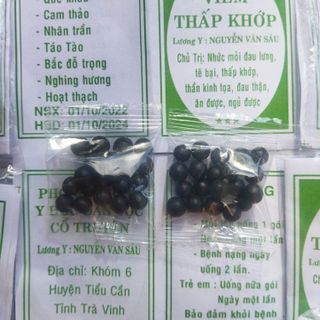 - Cam thảo
- Nhân trần
- Táo Tào
- Bắc đỗ trọng
- Nghing hương
- Hoạt thạch
NSX: 01/10/2022
HSD: 01/10/2024
VIÊM
THẤP KHỚP
Lương Y : NGUYỄN VĂN SÁU
Chủ Trị: Nhức mỏi đau lưng,
tê bại, thấp khớp,
thần kinh tọa, đau thận,
ăn được, ngủ được
Y
CỔ TRUYỀN
Lương Y : NGUYỄN VĂN SÁU
Địa chỉ: Khóm 6
Huyện Tiểu Cần
Tỉnh Trà Vinh
uống 1 gói
một lần
- Bệnh nặng ngày
uống 2 lần.
Trẻ em : Uống nửa gói
Ngày một lần
Đảm bảo khỏi bệnh